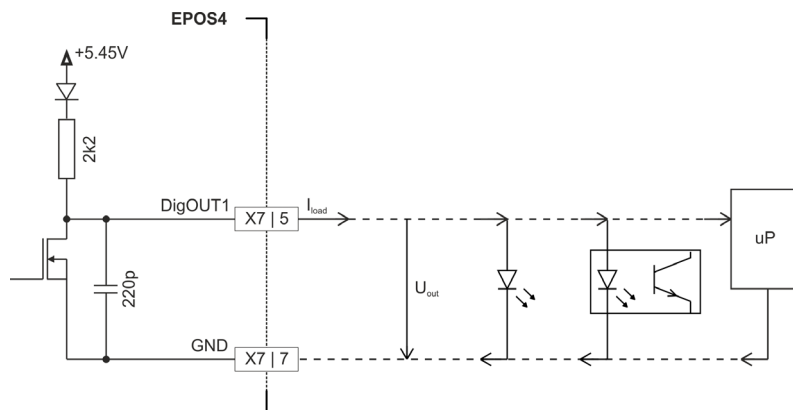 EPOS4
+5.45V
2k2
DigOUT1
X7 | 5
Iload
uP
220p
Uout
GND
X7 | 7